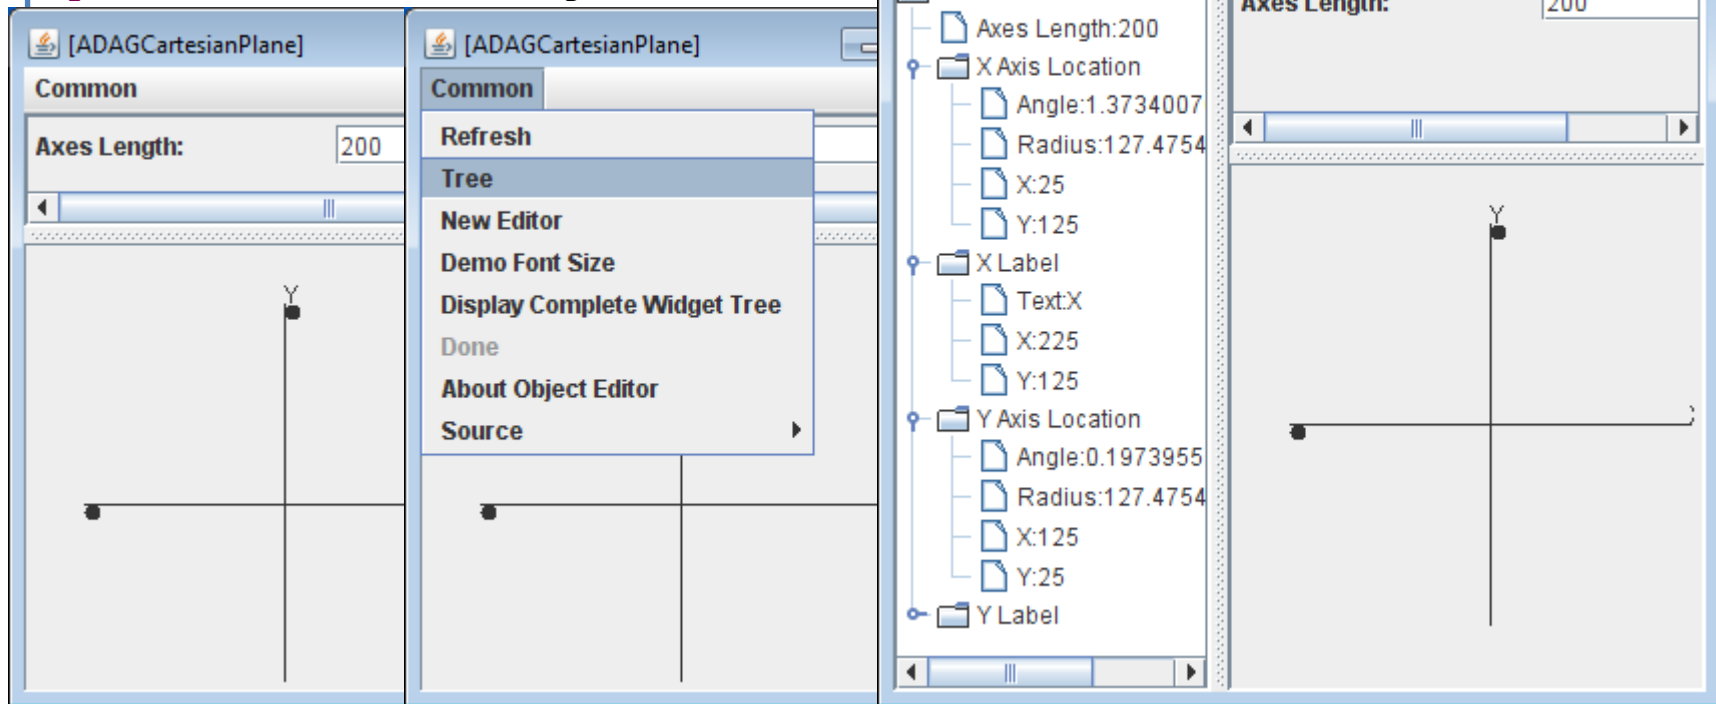 [ADAGCartesianPlane]
Common
Axes Length:
200
Y
[ADAGCartesianPlane]
Common
Refresh
Tree
New Editor
Demo Font Size
Display Complete Widget Tree
Done
About Object Editor
Source
Axes Length:200
X Axis Location
Angle:1.3734007
Radius:127.4754
X:25
Y:125
X Label
Text:X
X:225
Y:125
Y Axis Location
Angle:0.1973955
Radius:127.4754
X:125
Y:25
Y Label
Axes Length:
200
Y